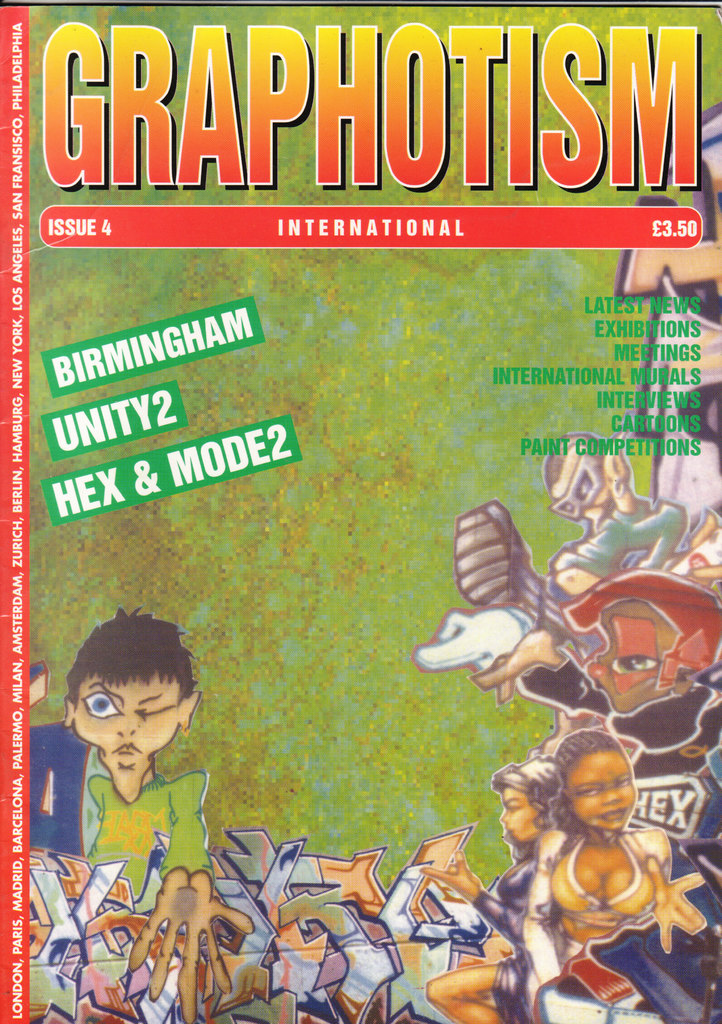 GRAPHOTISM
ISSUE 4 INTERNATIONAL £3.50
BIRMINGHAM
UNITY2
HEX & MODE2
LATEST NEWS
EXHIBITIONS
MEETINGS
INTERNATIONAL MURALS
INTERVIEWS
CARTOONS
PAINT COMPETITIONS
HEX
LONDON, PARIS, MADRID, BARCELONA, PALERMO, MILAN, AMSTERDAM, ZURICH, BERLIN, HAMBURG, NEW YORK, LOS ANGELES, SAN FRANSISCO, PHILADELPHIA